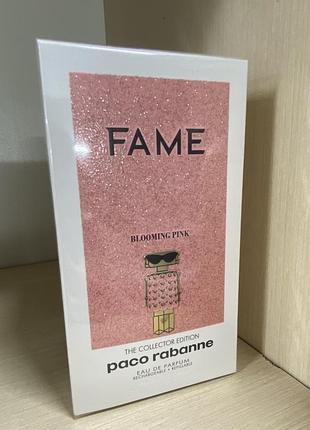 FAME
BLOOMING PINK
THE COLLECTOR EDITION
paco rabanne
EAU DE PARFUM
RECHARGEABLE • REFILLABLE